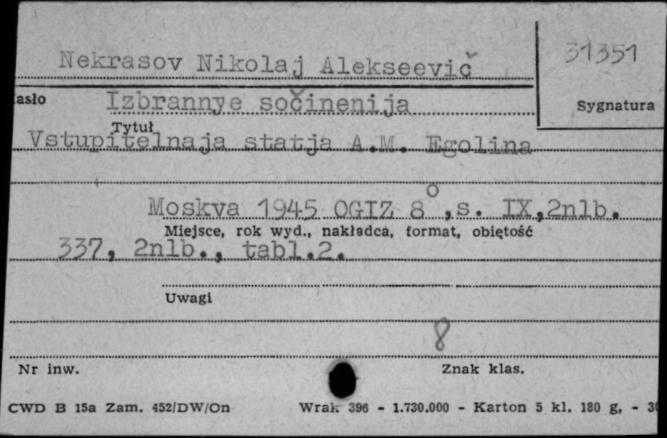 Nekrasov Nikolaj Alekseevič
31351
asło
Izbrannye sočinenija
Sygnatura
Tytuł
Vstupitelnaja statja A.M. Egolina
Moskva 1945 OGIZ 8°, s. IX, 2nlb.
Miejsce, rok wyd., nakładca, format, objętość
337, 2nlb., tabl.2.
Uwagi
8
Nr inw.
Znak klas.
CWD B 15a Zam. 452/DW/On
Wrak 396 - 1.730.000 - Karton 5 kl. 180 g, - 30